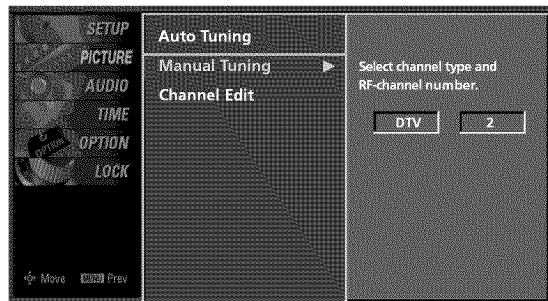 SETUP
PICTURE
AUDIO
TIME
OPTION
OPTION
LOCK
Move MENU Prev
Auto Tuning
Manual Tuning
Channel Edit
Select channel type and
RF-channel number.
DTV 2